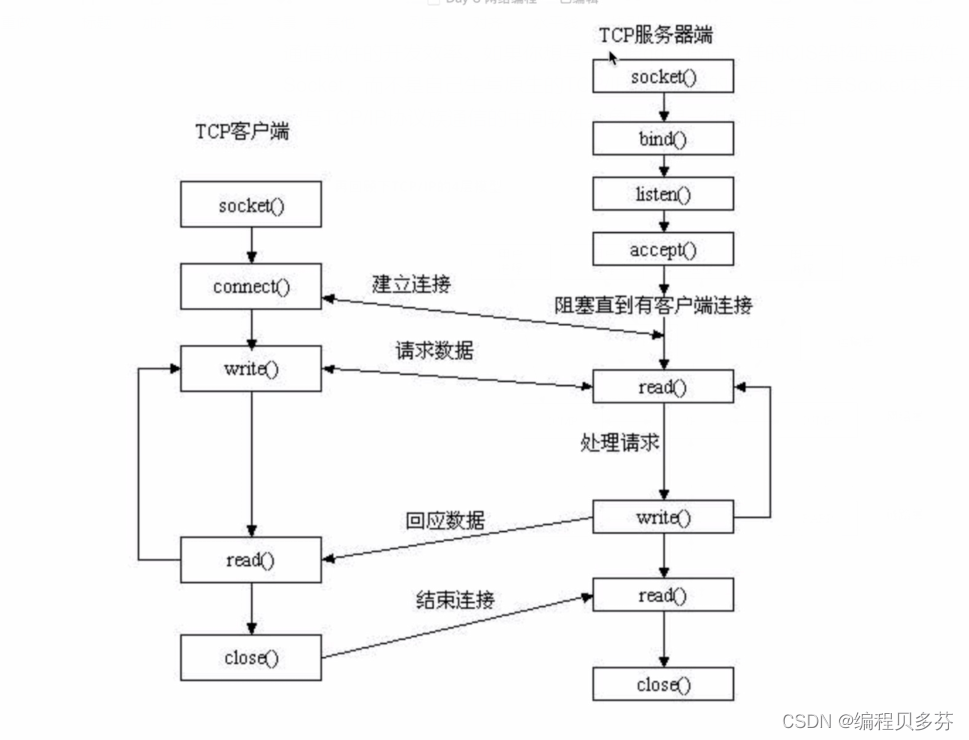 TCP服务器端
socket()
bind()
TCP客户端
listen()
socket()
accept()
connect()
建立连接
阻塞直到有客户端连接
请求数据
write()
read()
处理请求
回应数据
write()
read()
结束连接
read()
close()
close()
CSDN @编程贝多芬